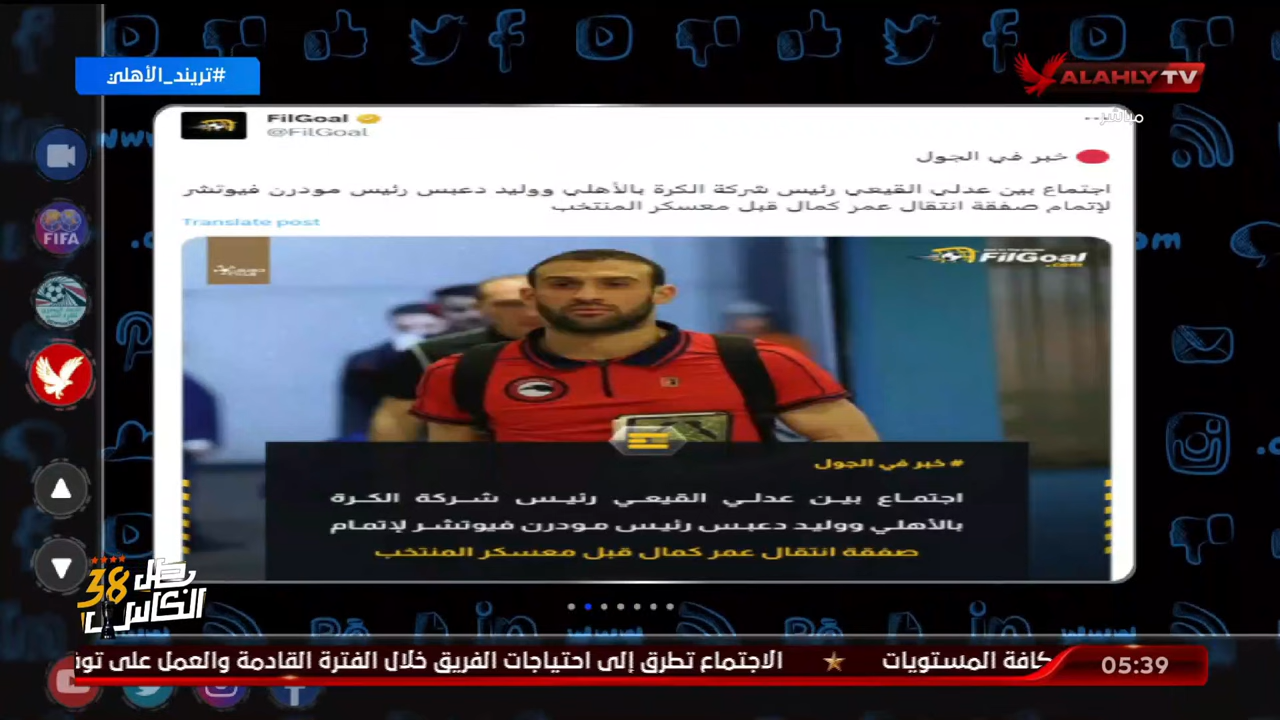 #تريند_الأهلي
ALAHLY TV
مباشر
FilGoal
@FilGoal
خبر في الجول
اجتماع بين عدلي القيعي رئيس شركة الكرة بالأهلي ووليد دعبس رئيس مودرن فيوتشر
لإتمام صفقة انتقال عمر كمال قبل معسكر المنتخب
Translate post
FilGoal
.com
FIFA
# خبر في الجول
اجتماع بين عدلي القيعي رئيس شركة الكرة
بالأهلي ووليد دعبس رئيس مودرن فيوتشر لإتمام
صفقة انتقال عمر كمال قبل معسكر المنتخب
بطل
الكاس 38
كافة المستويات ★ الاجتماع تطرق إلى احتياجات الفريق خلال الفترة القادمة والعمل على
05:39